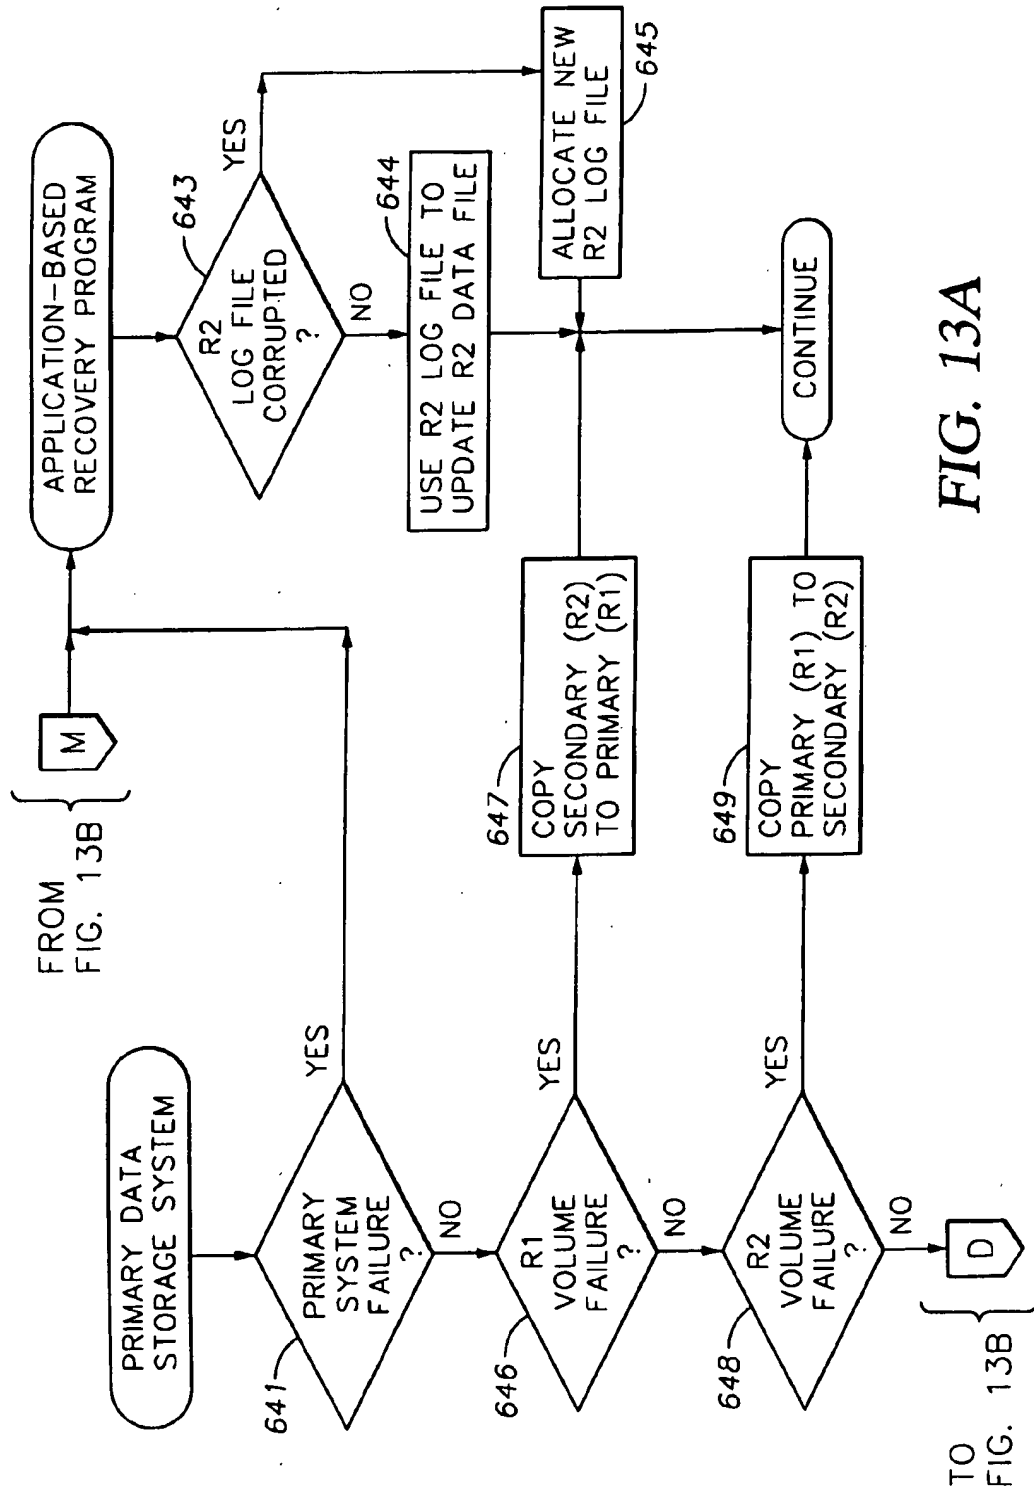 PRIMARY DATA
STORAGE SYSTEM
641
PRIMARY
SYSTEM
FAILURE
?
YES
NO
646
R1
VOLUME
FAILURE
?
YES
NO
648
R2
VOLUME
FAILURE
?
YES
NO
D
TO
FIG. 13B
FROM
FIG. 13B
M
647
COPY
SECONDARY (R2)
TO PRIMARY (R1)
649
COPY
PRIMARY (R1) TO
SECONDARY (R2)
APPLICATION-BASED
RECOVERY PROGRAM
643
R2
LOG FILE
CORRUPTED
?
YES
NO
644
USE R2 LOG FILE TO
UPDATE R2 DATA FILE
ALLOCATE NEW
R2 LOG FILE
645
CONTINUE
FIG. 13A